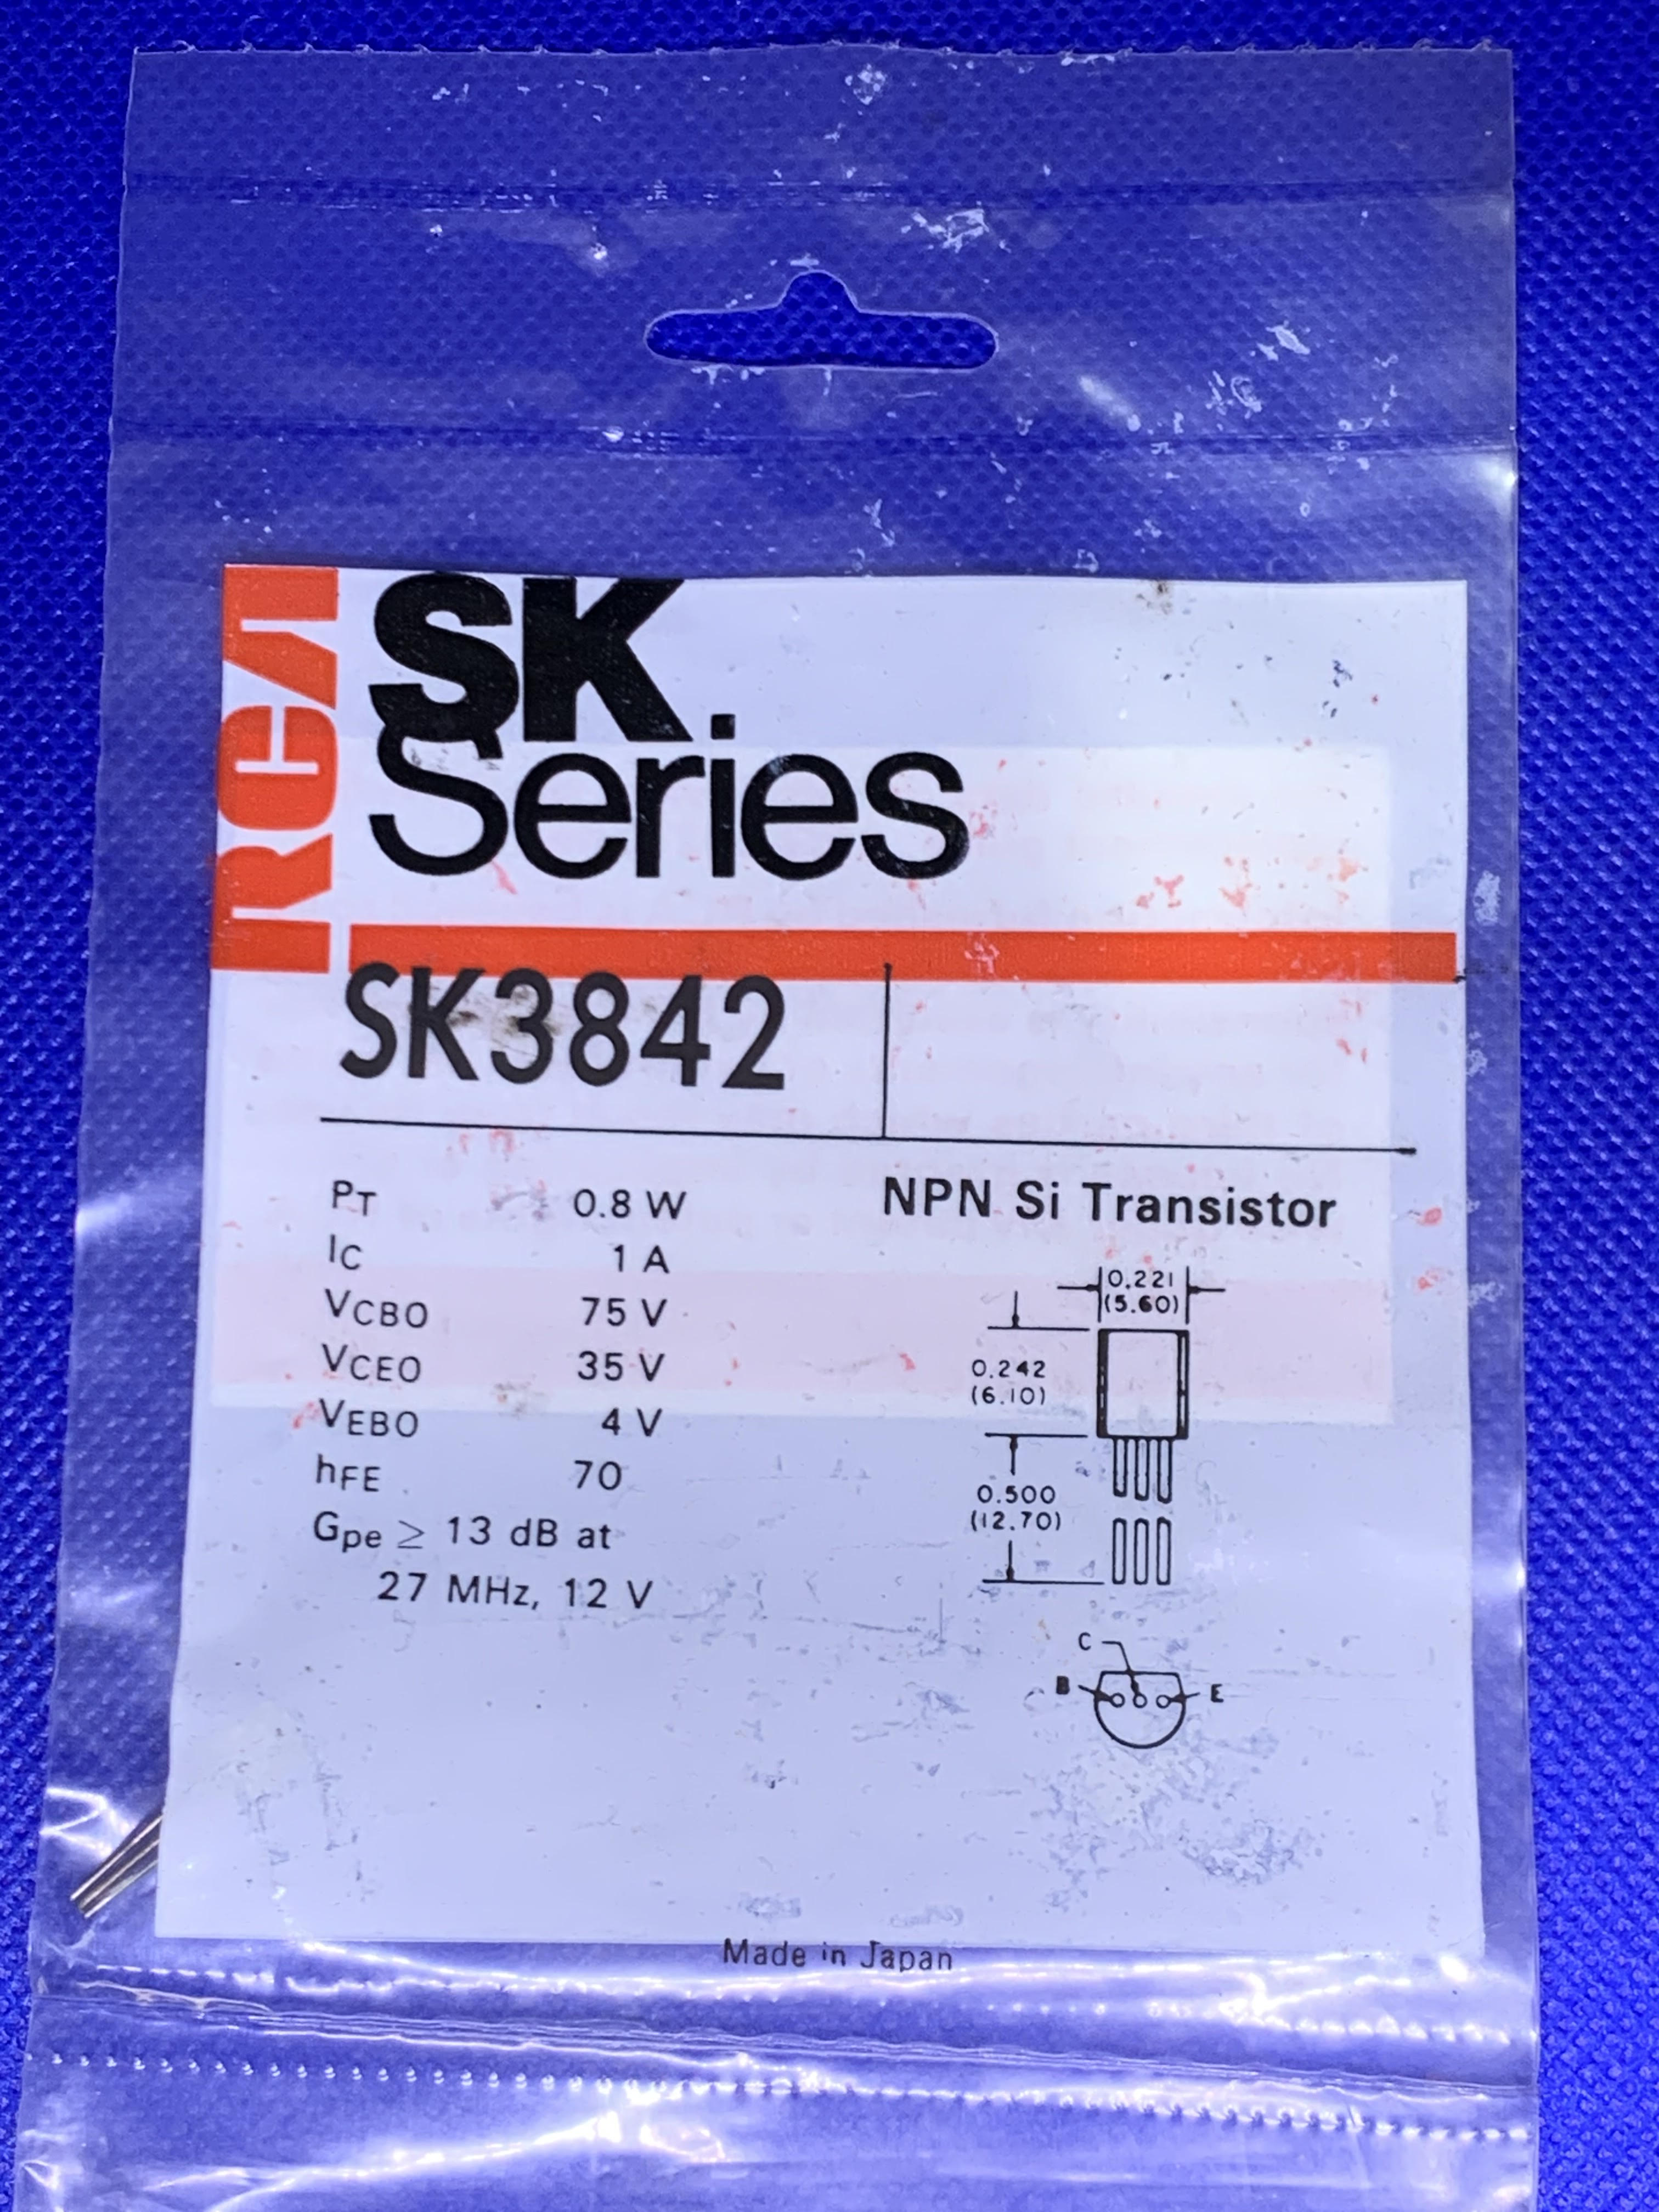 RCA
SK
Series
SK3842
PT 0.8 W
IC 1 A
VCBO 75 V
VCEO 35 V
VEBO 4 V
hFE 70
Gpe ≥ 13 dB at
27 MHz, 12 V
NPN Si Transistor
0.221
(5.60)
0.242
(6.10)
0.500
(12.70)
C
B E
Made in Japan